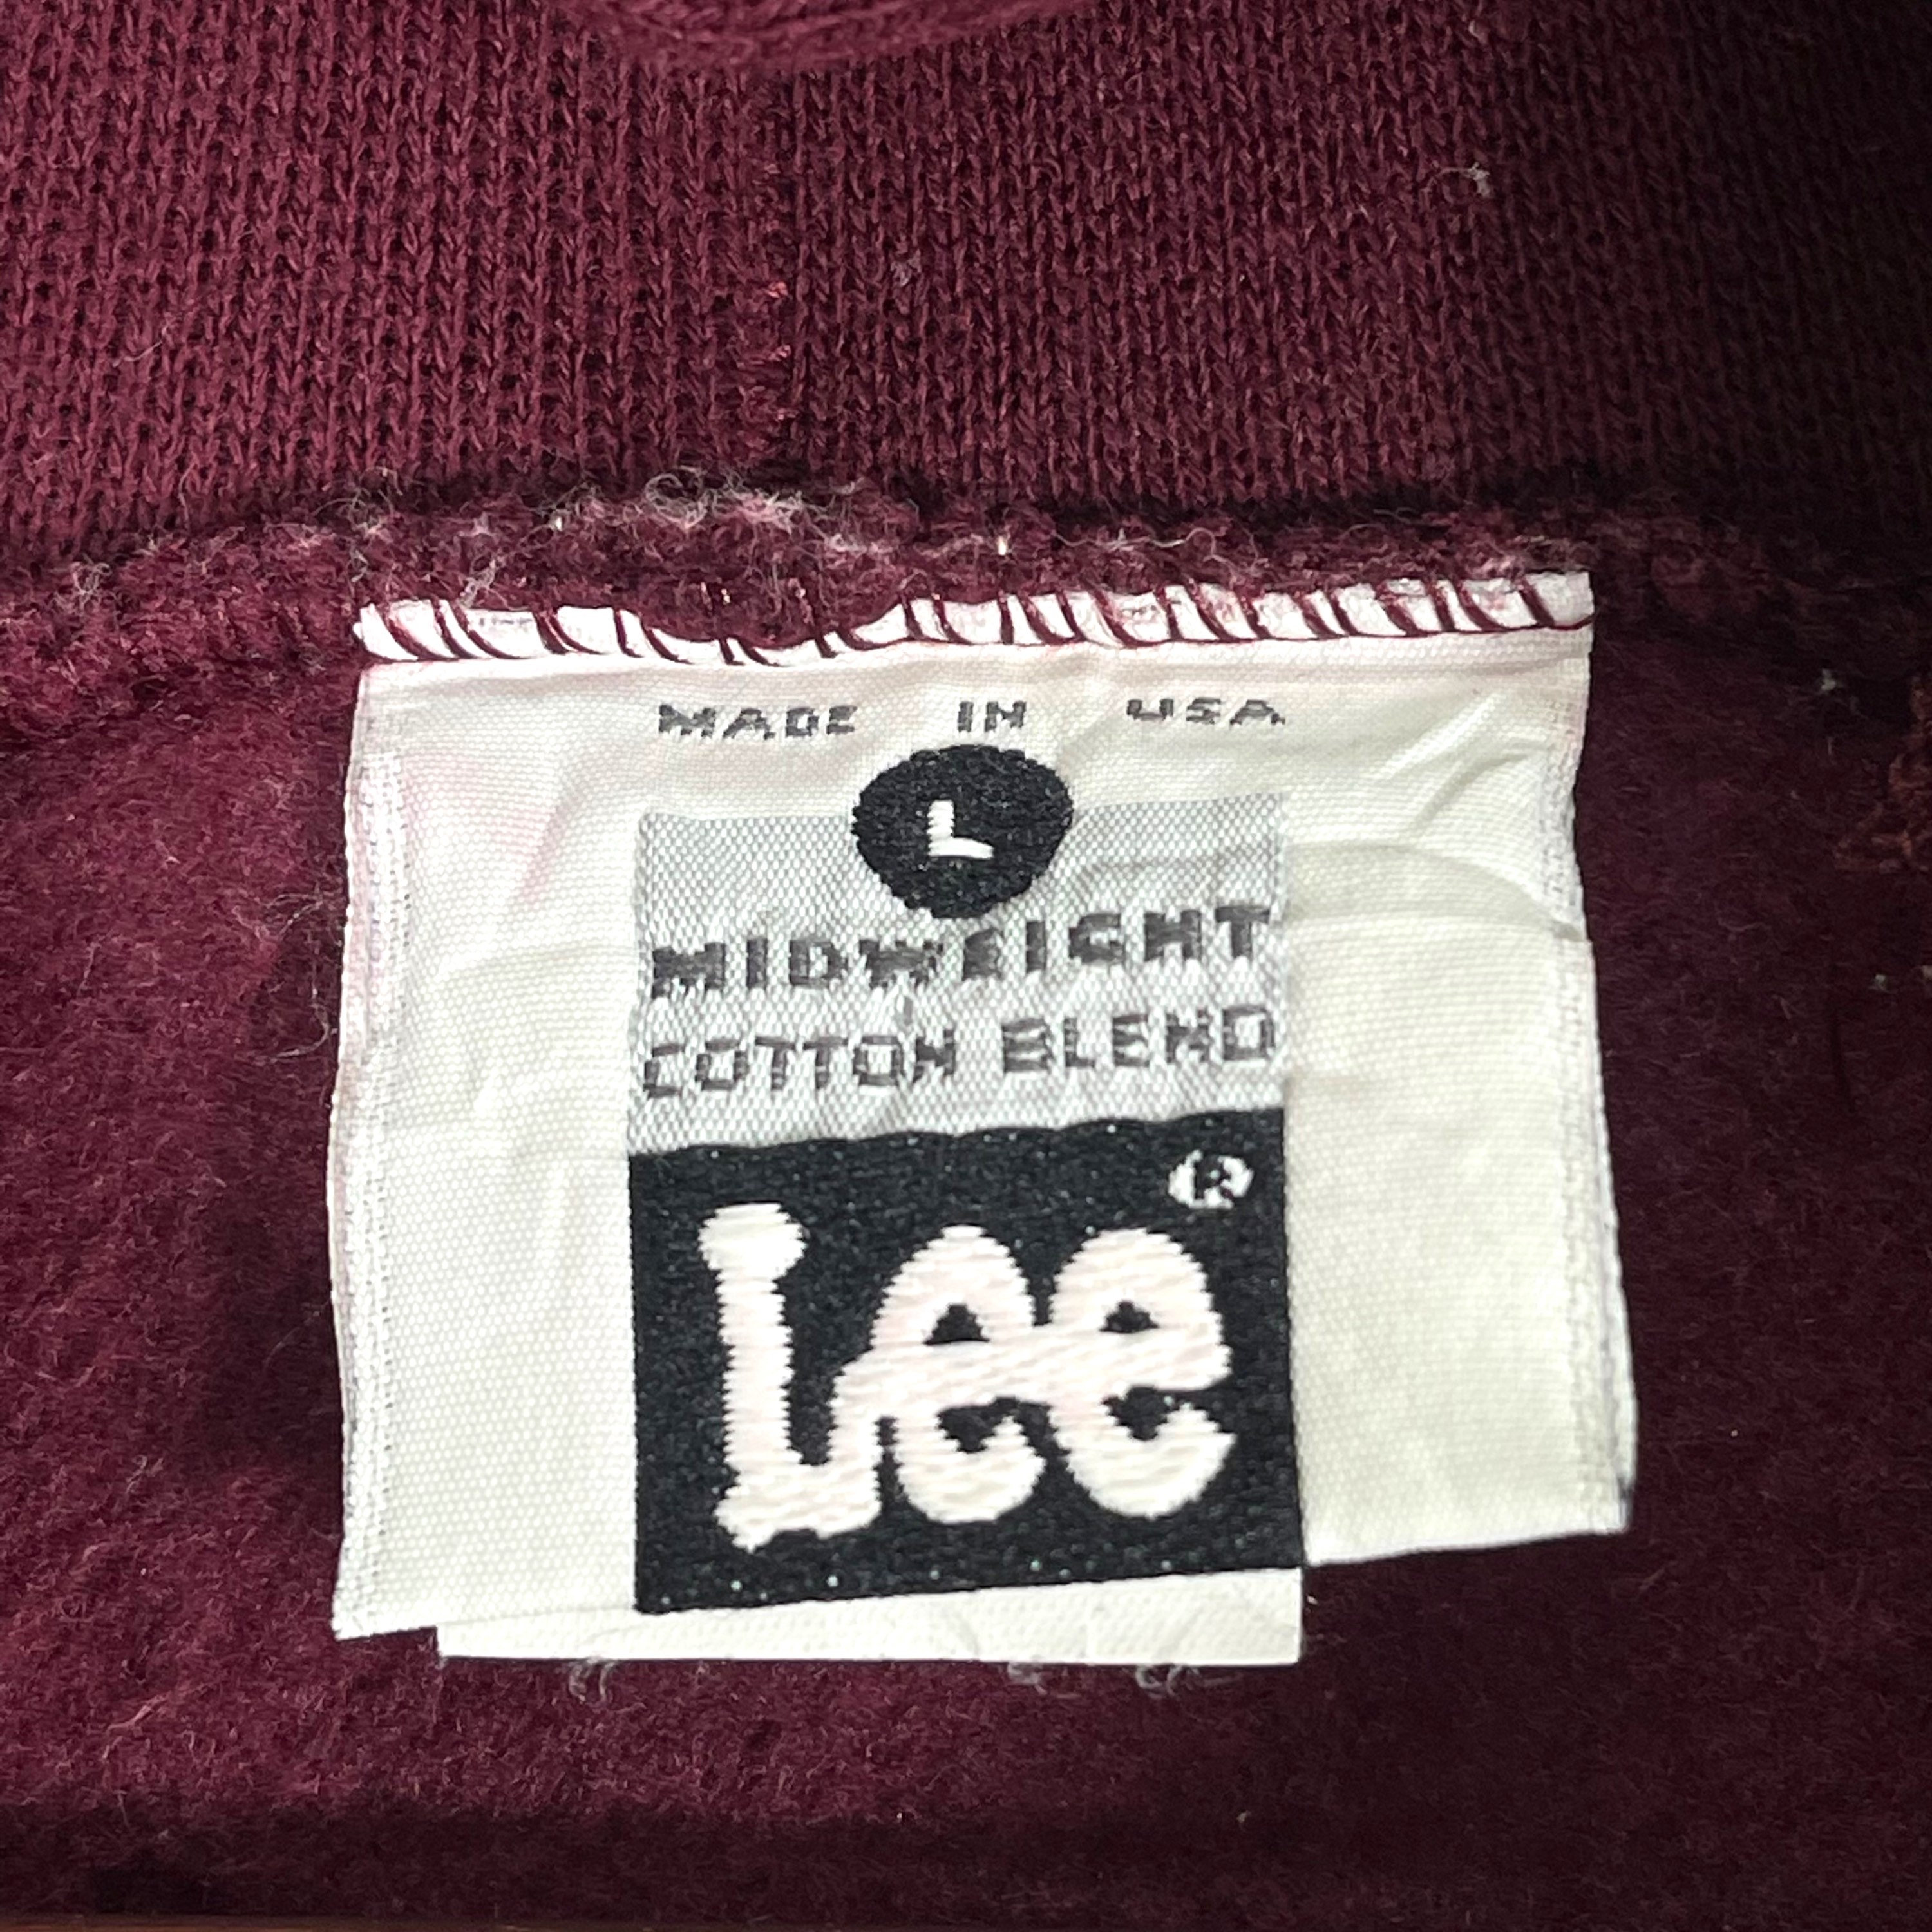 MADE IN USA
L
MIDWEIGHT
COTTON BLEND
®
Lee